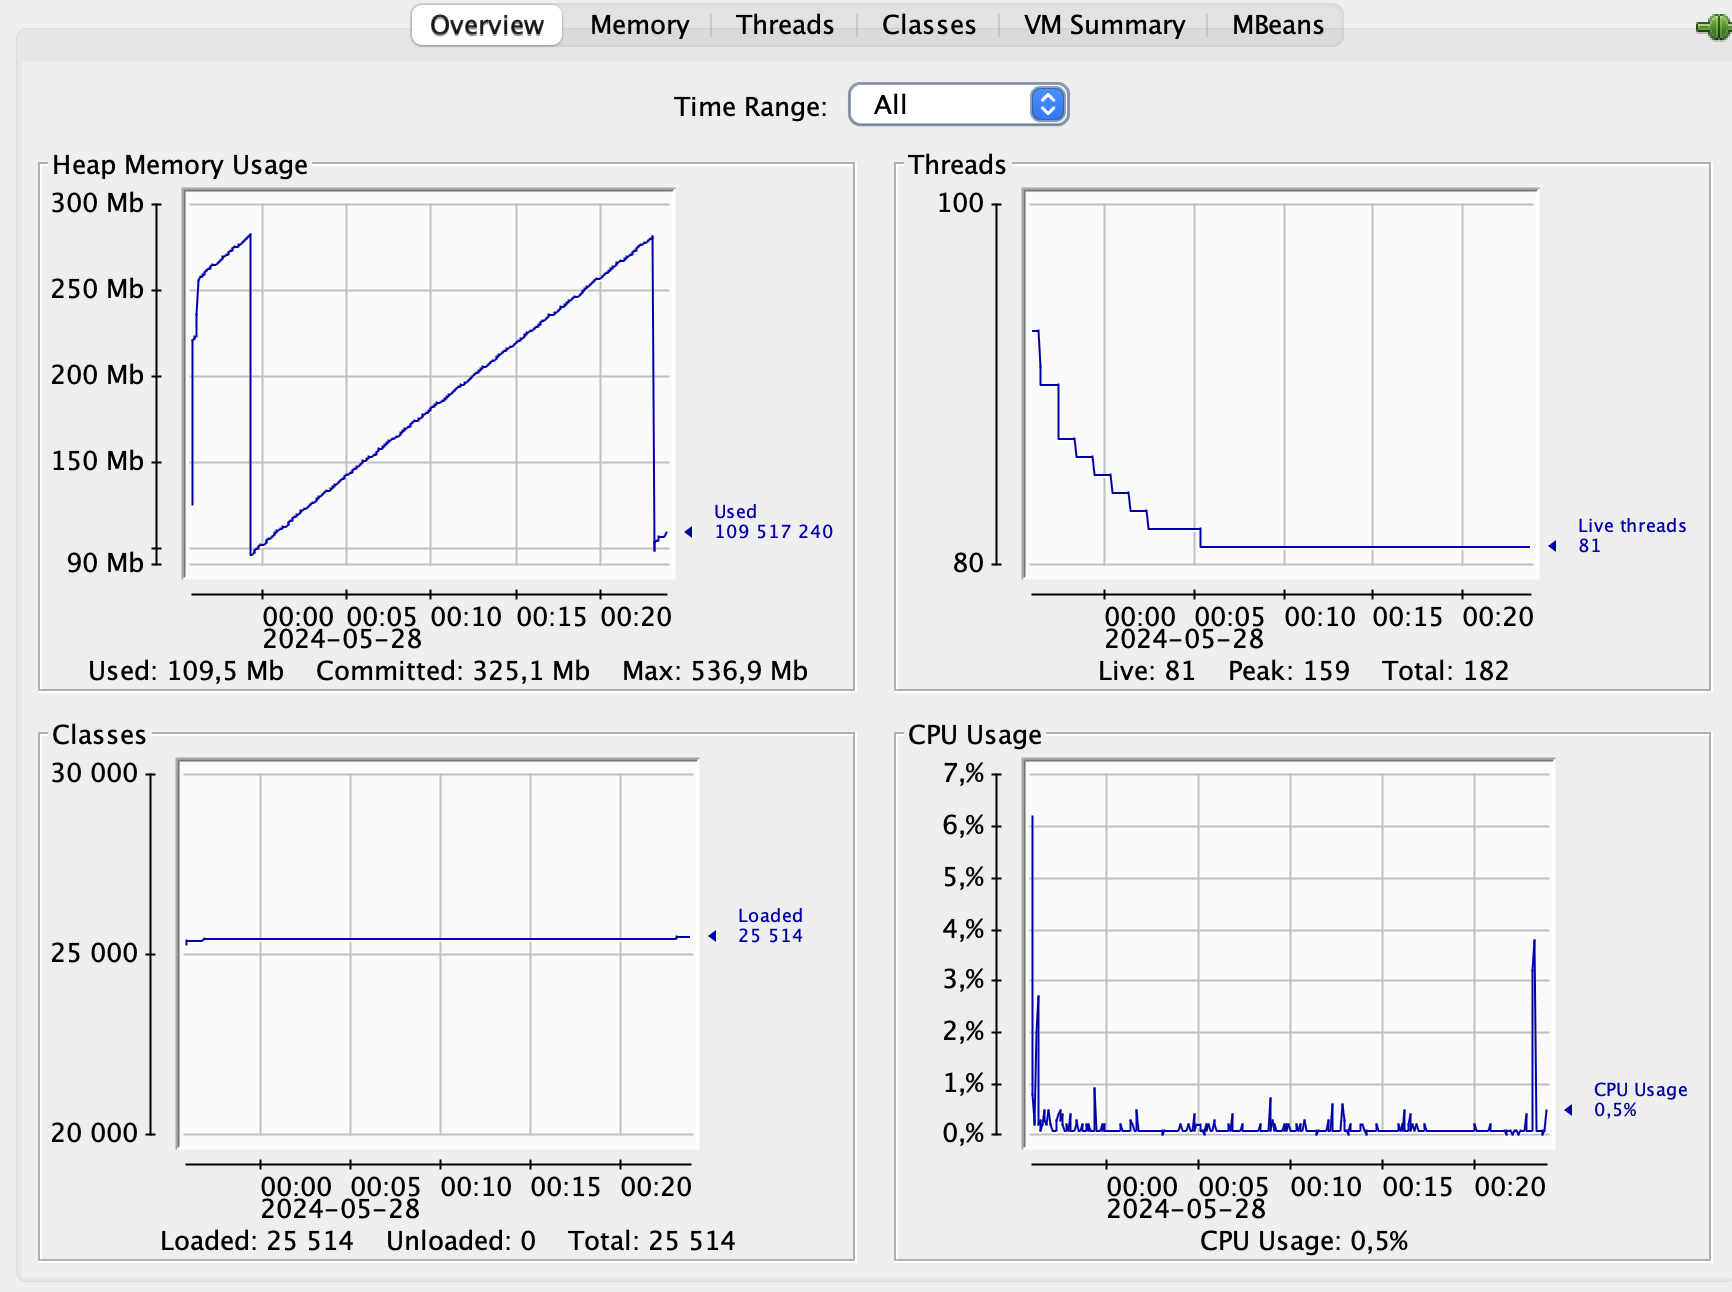 Overview Memory Threads Classes VM Summary MBeans
Time Range: All
Heap Memory Usage
300 Mb
250 Mb
200 Mb
150 Mb
90 Mb
Used
109 517 240
00:00 00:05 00:10 00:15 00:20
2024-05-28
Used: 109,5 Mb Committed: 325,1 Mb Max: 536,9 Mb
Threads
100
80
Live threads
81
00:00 00:05 00:10 00:15 00:20
2024-05-28
Live: 81 Peak: 159 Total: 182
Classes
30 000
25 000
20 000
Loaded
25 514
00:00 00:05 00:10 00:15 00:20
2024-05-28
Loaded: 25 514 Unloaded: 0 Total: 25 514
CPU Usage
7,%
6,%
5,%
4,%
3,%
2,%
1,%
0,%
CPU Usage
0,5%
00:00 00:05 00:10 00:15 00:20
2024-05-28
CPU Usage: 0,5%